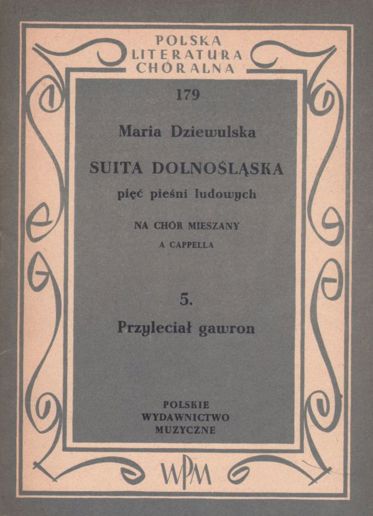 POLSKA
LITERATURA
CHÓRALNA
179
Maria Dziewulska
SUITA DOLNOŚLĄSKA
pięć pieśni ludowych
NA CHÓR MIESZANY
A CAPPELLA
5.
Przyleciał gawron
POLSKIE
WYDAWNICTWO
MUZYCZNE
WPM